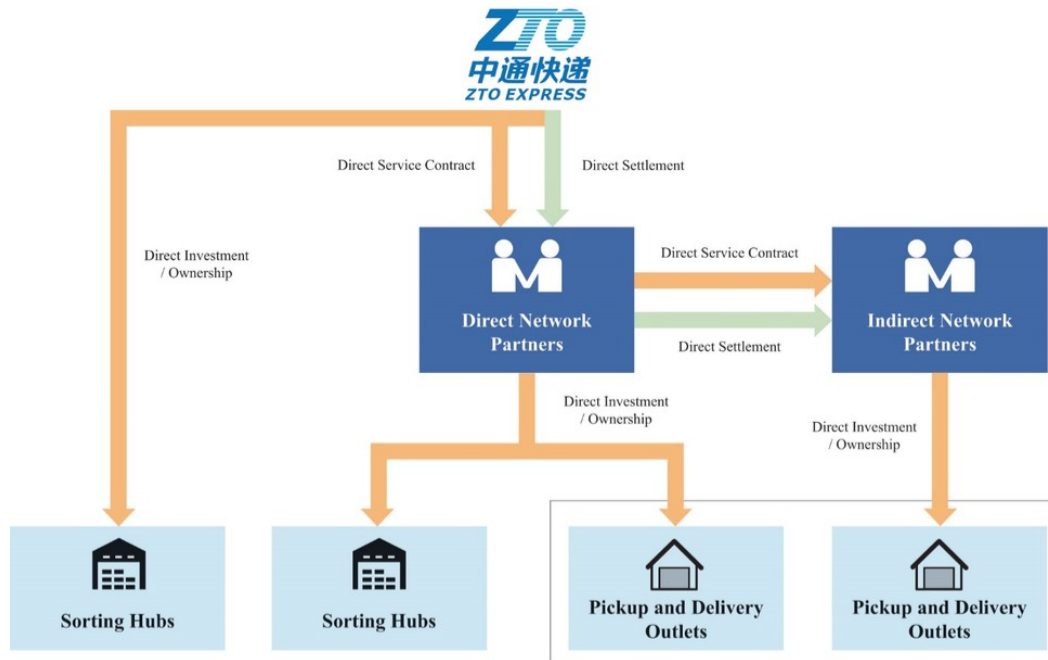 ZTO
中通快递
ZTO EXPRESS
Direct Service Contract
Direct Settlement
Direct Investment
/ Ownership
Direct Service Contract
Direct Network
Partners
Indirect Network
Partners
Direct Settlement
Direct Investment
/ Ownership
Direct Investment
/ Ownership
Sorting Hubs
Sorting Hubs
Pickup and Delivery
Outlets
Pickup and Delivery
Outlets